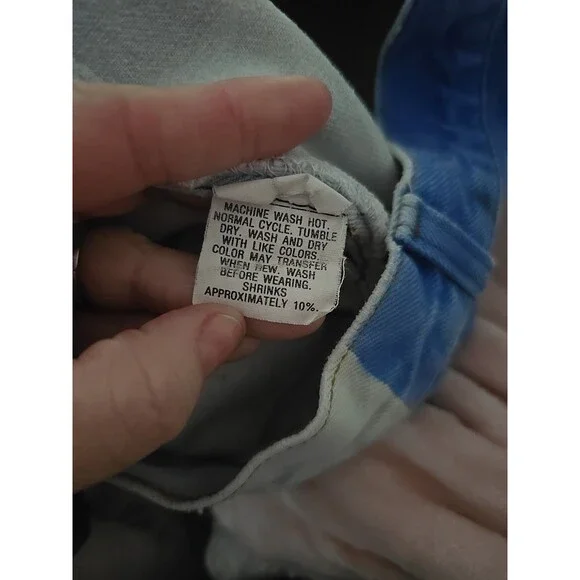 MACHINE WASH HOT.
NORMAL CYCLE. TUMBLE
DRY. WASH AND DRY
WITH LIKE COLORS.
COLOR MAY TRANSFER
WHEN NEW. WASH
BEFORE WEARING.
SHRINKS
APPROXIMATELY 10%.